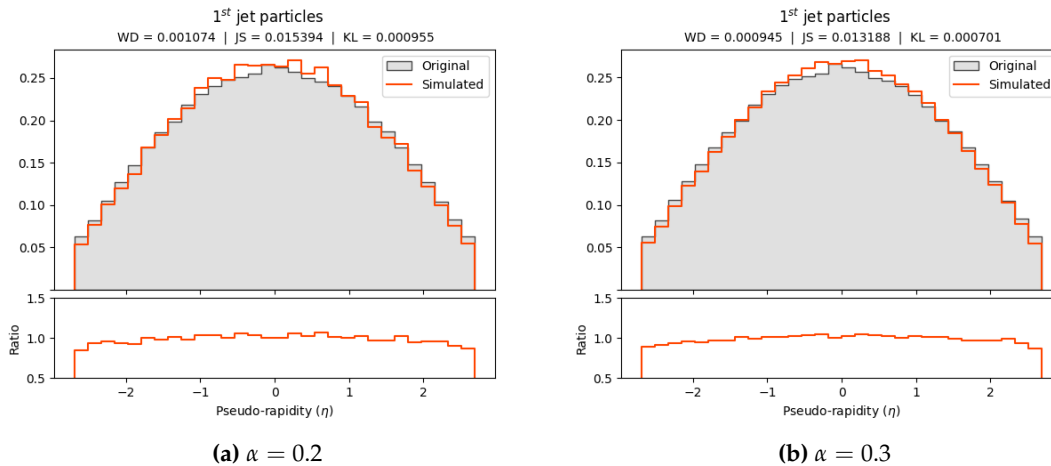 1st jet particles
WD = 0.001074 | JS = 0.015394 | KL = 0.000955
0.25
0.20
0.15
0.10
0.05
Original
Simulated
1.5
1.0
0.5
Ratio
−2 −1 0 1 2
Pseudo-rapidity (η)
(a) α = 0.2
1st jet particles
WD = 0.000945 | JS = 0.013188 | KL = 0.000701
0.25
0.20
0.15
0.10
0.05
Original
Simulated
1.5
1.0
0.5
Ratio
−2 −1 0 1 2
Pseudo-rapidity (η)
(b) α = 0.3